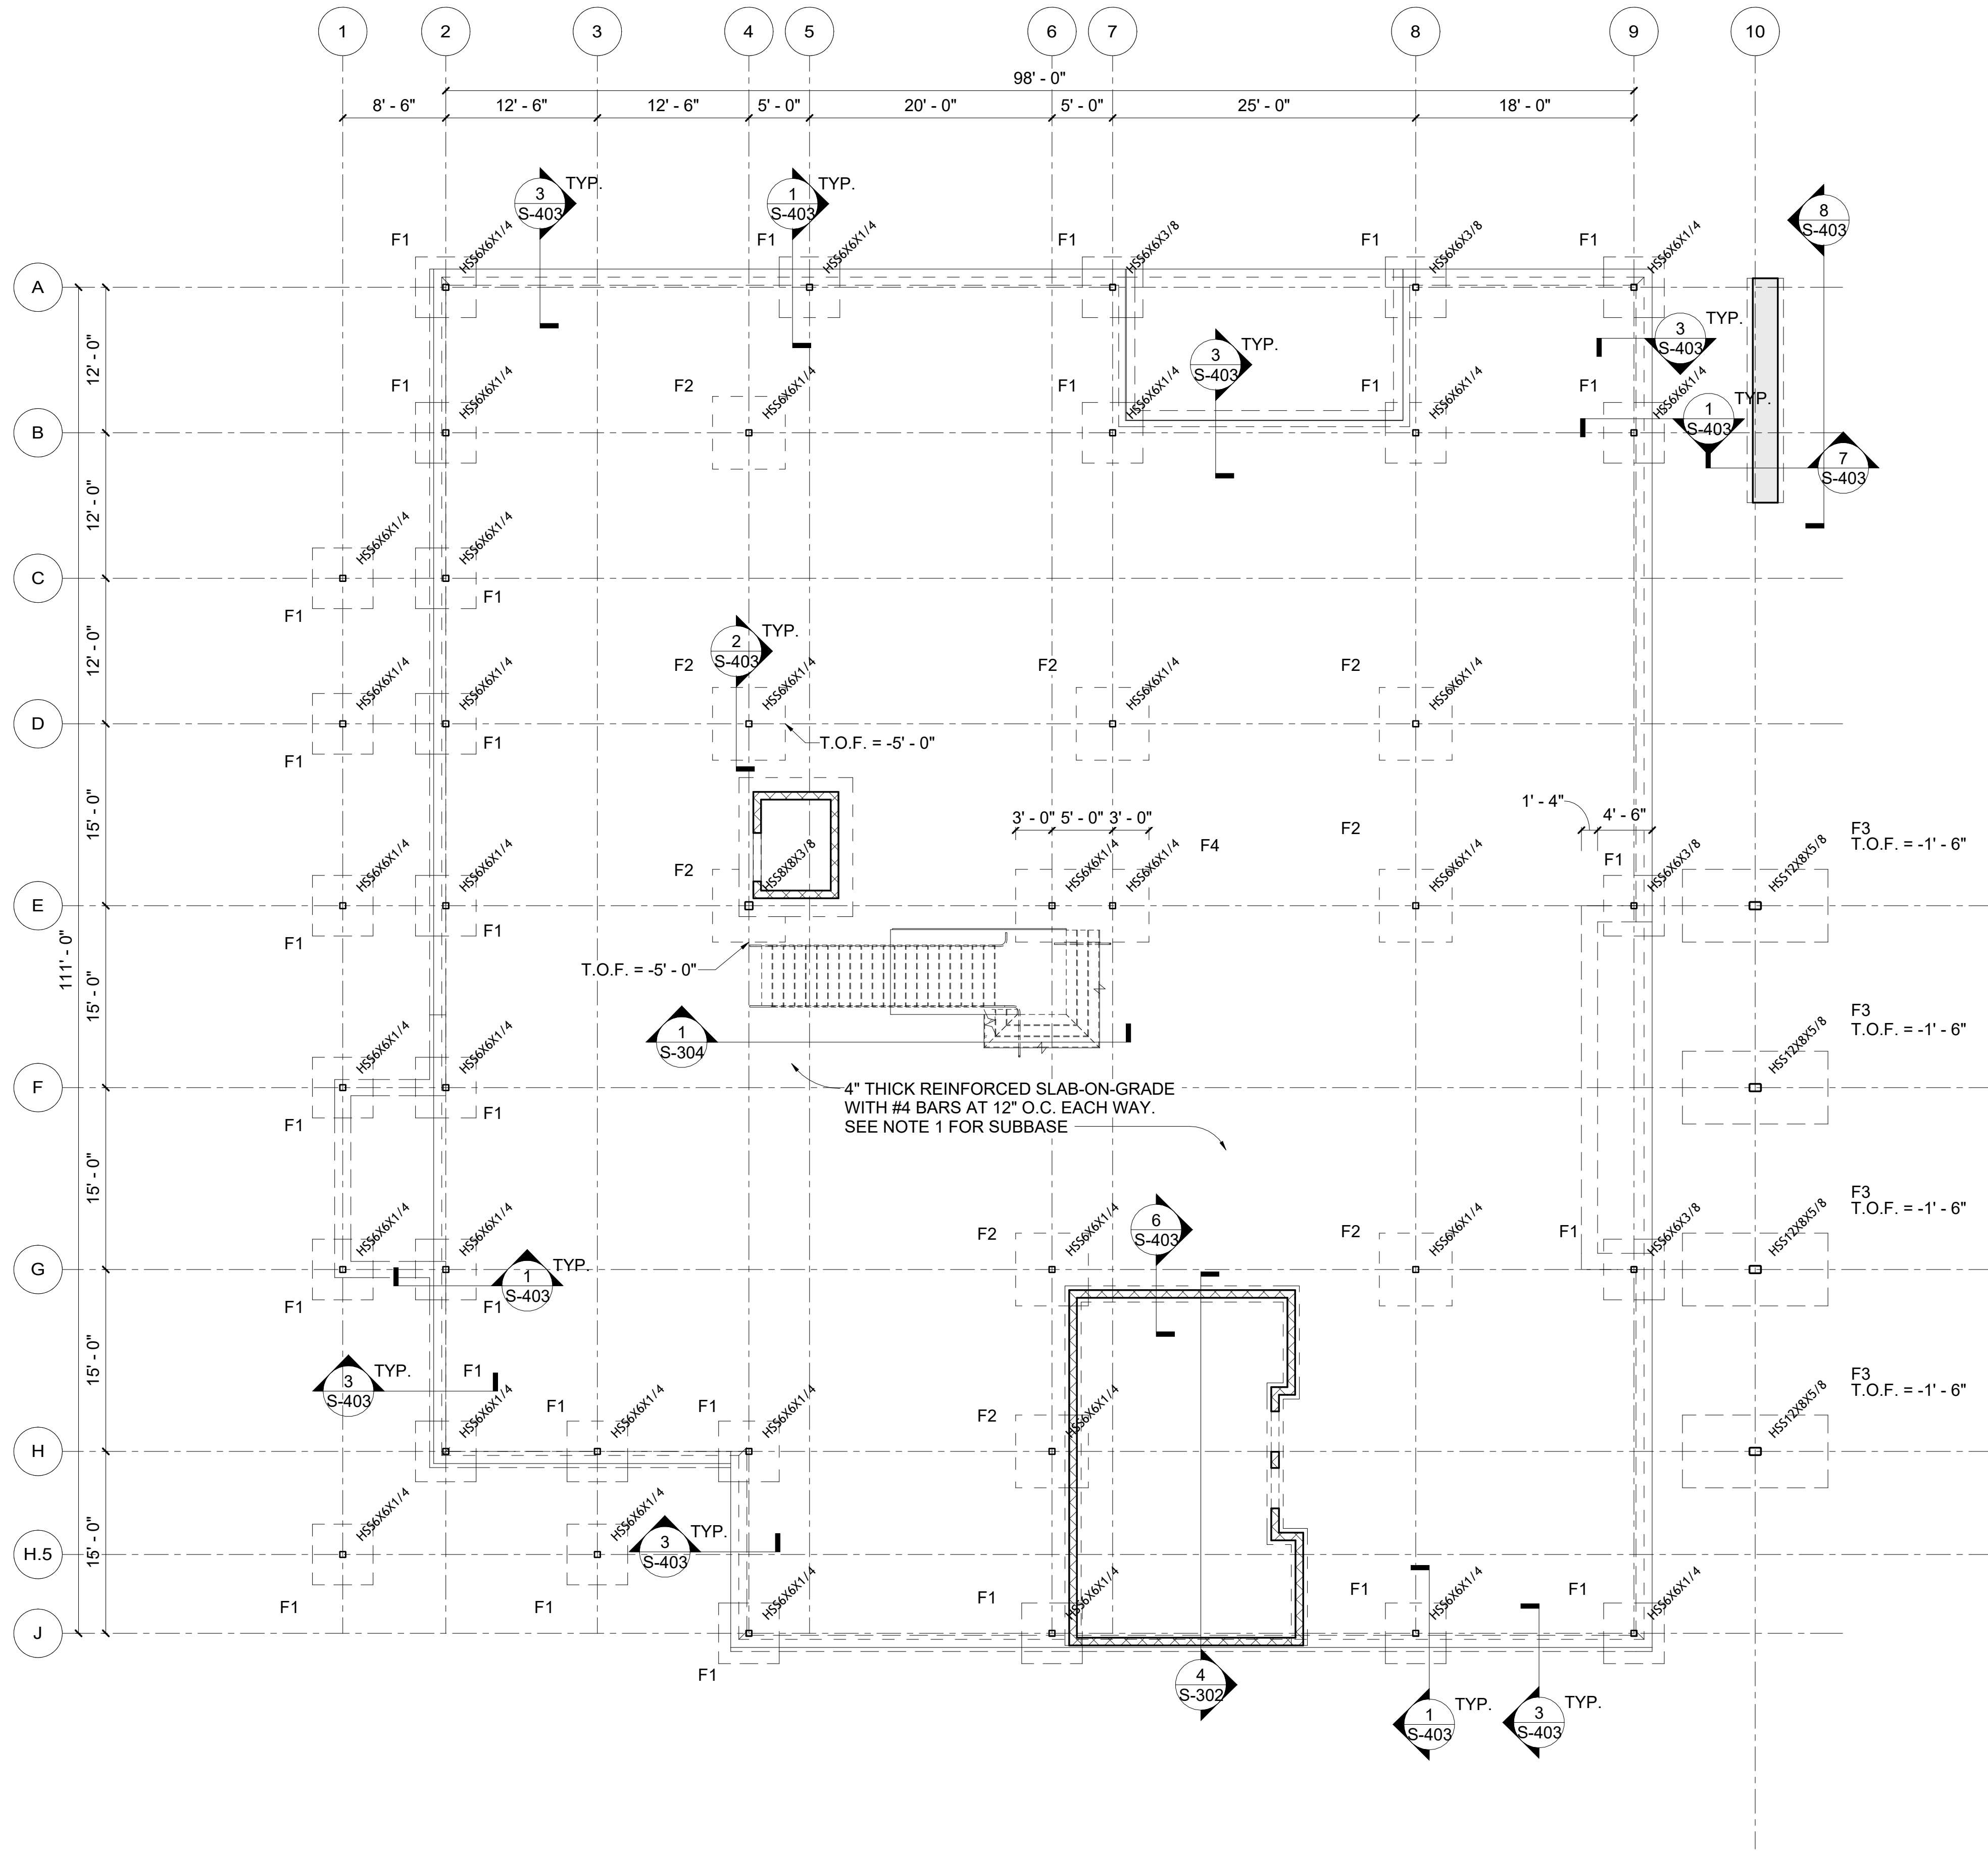 1
2
3
4
5
6
7
8
9
10
98' - 0"
8' - 6"
12' - 6"
12' - 6"
5' - 0"
20' - 0"
5' - 0"
25' - 0"
18' - 0"
3
S-403
TYP.
1
S-403
TYP.
8
S-403
F1
HSS6X6X1/4
F1
HSS6X6X1/4
F1
HSS6X6X3/8
F1
HSS6X6X3/8
F1
HSS6X6X1/4
A
12' - 0"
3
S-403
TYP.
3
S-403
TYP.
F1
HSS6X6X1/4
F2
HSS6X6X1/4
F1
HSS6X6X1/4
F1
HSS6X6X1/4
F1
HSS6X6X1/4
1
S-403
TYP.
B
7
S-403
12' - 0"
HSS6X6X1/4
HSS6X6X1/4
C
F1
F1
12' - 0"
2
S-403
TYP.
HSS6X6X1/4
HSS6X6X1/4
F2
HSS6X6X1/4
F2
HSS6X6X1/4
F2
HSS6X6X1/4
D
F1
F1
T.O.F. = -5' - 0"
15' - 0"
3' - 0"
5' - 0"
3' - 0"
1' - 4"
4' - 6"
HSS6X6X1/4
HSS6X6X1/4
F2
HSS8X8X3/8
HSS6X6X1/4
HSS6X6X1/4
F4
F2
HSS6X6X1/4
F1
HSS6X6X3/8
HSS12X8X5/8
F3
T.O.F. = -1' - 6"
E
F1
F1
111' - 0"
T.O.F. = -5' - 0"
15' - 0"
1
S-304
HSS6X6X1/4
HSS6X6X1/4
HSS12X8X5/8
F3
T.O.F. = -1' - 6"
F
F1
F1
4" THICK REINFORCED SLAB-ON-GRADE
WITH #4 BARS AT 12" O.C. EACH WAY.
SEE NOTE 1 FOR SUBBASE
15' - 0"
HSS6X6X1/4
HSS6X6X1/4
F2
HSS6X6X1/4
6
S-403
F2
HSS6X6X1/4
F1
HSS6X6X3/8
HSS12X8X5/8
F3
T.O.F. = -1' - 6"
G
F1
F1
1
S-403
TYP.
15' - 0"
3
S-403
TYP.
F1
HSS6X6X1/4
F1
HSS6X6X1/4
F1
HSS6X6X1/4
F2
HSS6X6X1/4
HSS12X8X5/8
F3
T.O.F. = -1' - 6"
H
15' - 0"
HSS6X6X1/4
HSS6X6X1/4
3
S-403
TYP.
H.5
F1
F1
HSS6X6X1/4
F1
HSS6X6X1/4
F1
HSS6X6X1/4
F1
HSS6X6X1/4
J
F1
4
S-302
1
S-403
TYP.
3
S-403
TYP.